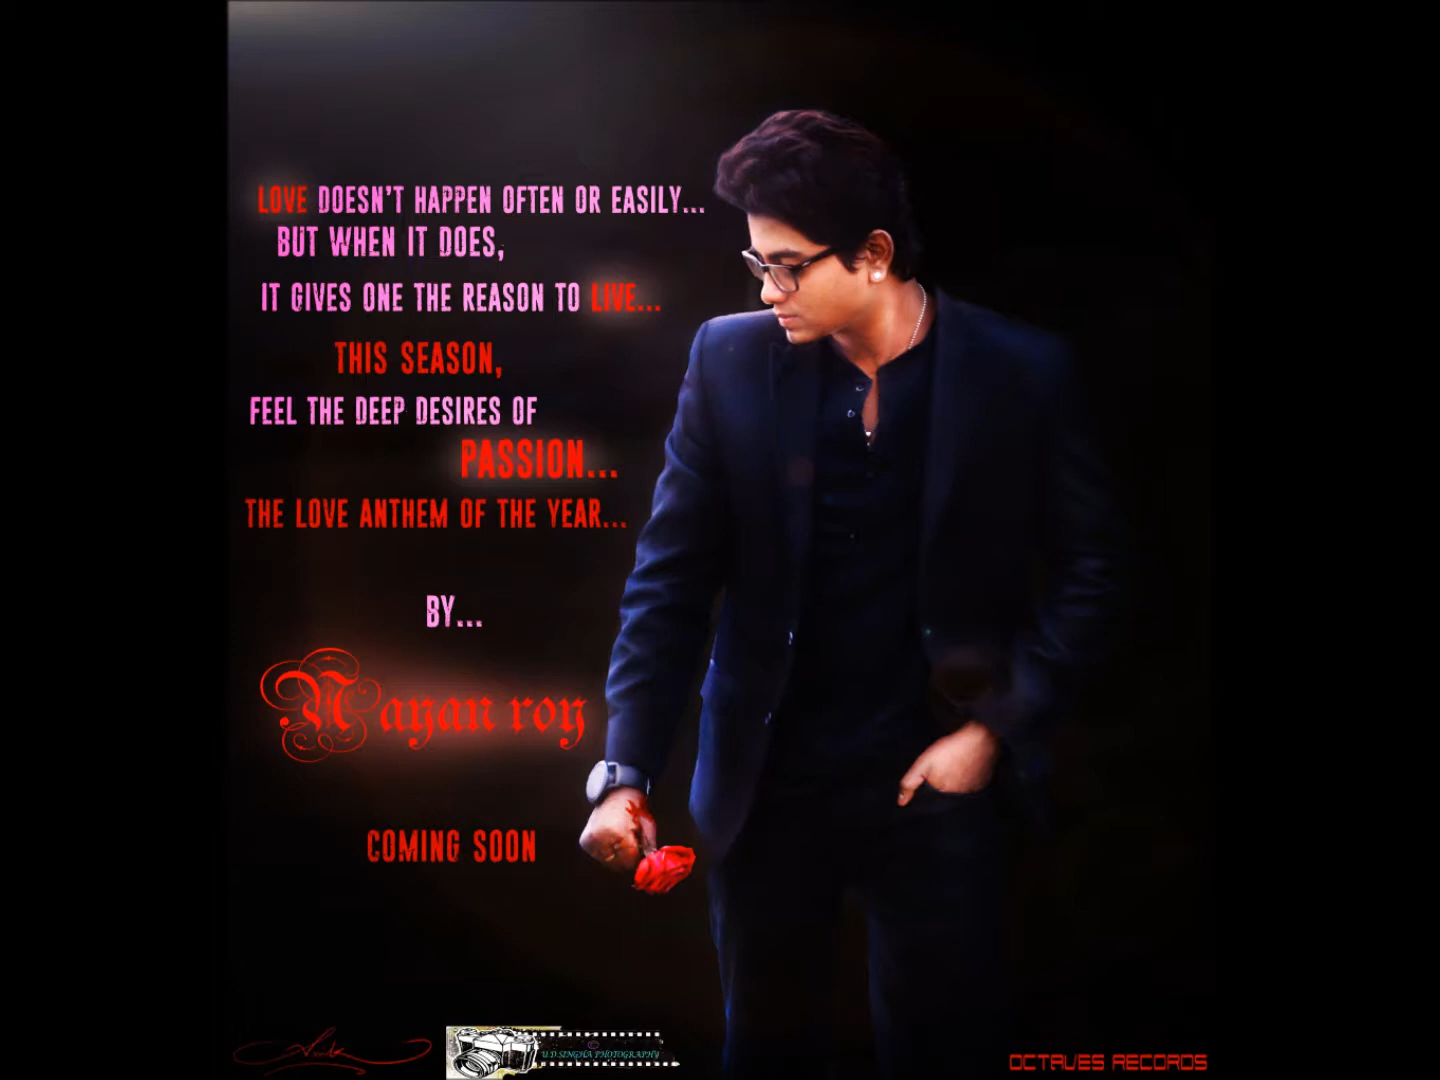 LOVE DOESN'T HAPPEN OFTEN OR EASILY...
BUT WHEN IT DOES,
IT GIVES ONE THE REASON TO LIVE...
THIS SEASON,
FEEL THE DEEP DESIRES OF
PASSION...
THE LOVE ANTHEM OF THE YEAR...
BY...
Nayan roy
COMING SOON
©
U.D.SINGHA PHOTOGRAPHY
OCTAVES RECORDS